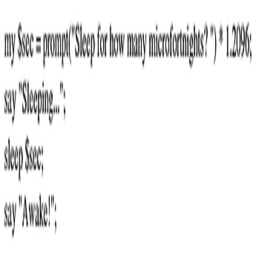 my $sec = prompt("Sleep for how many microfortnights? ") * 1.2096;
say "Sleeping...";
sleep $sec;
say "Awake!";